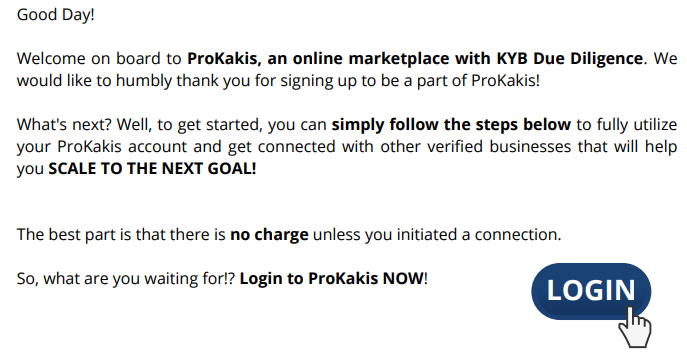 Good Day!
Welcome on board to ProKakis, an online marketplace with KYB Due Diligence. We
would like to humbly thank you for signing up to be a part of ProKakis!
What's next? Well, to get started, you can simply follow the steps below to fully utilize
your ProKakis account and get connected with other verified businesses that will help
you SCALE TO THE NEXT GOAL!
The best part is that there is no charge unless you initiated a connection.
So, what are you waiting for!? Login to ProKakis NOW!
LOGIN